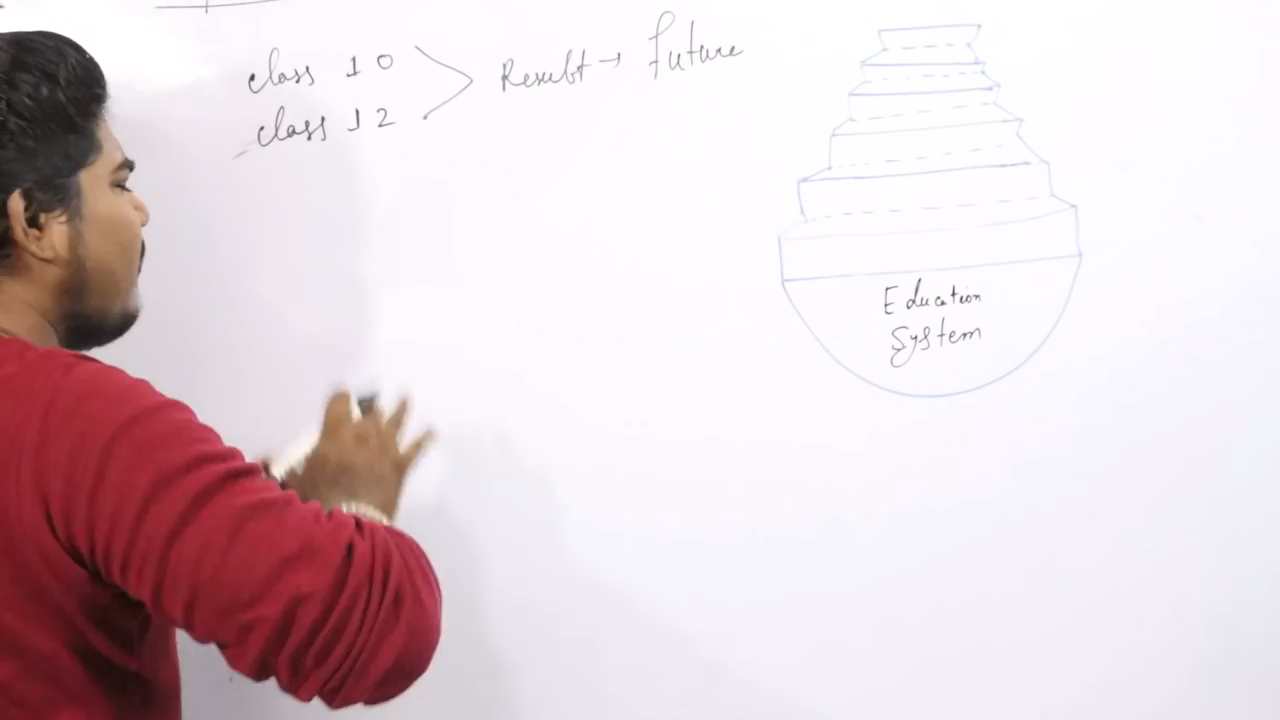 class 10
class 12
Result → future
Education
System